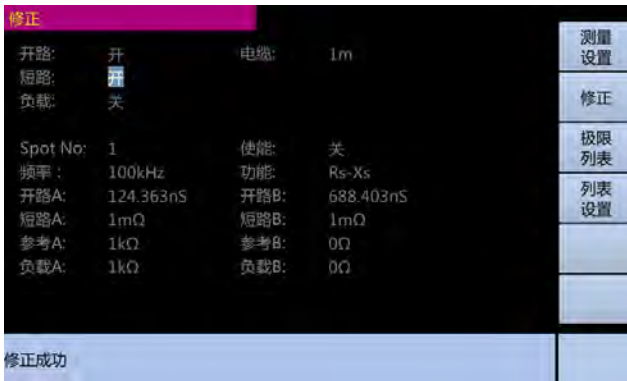 修正
开路: 开 电缆: 1m
短路: 开
负载: 关
Spot No: 1 使能: 关
频率： 100kHz 功能: Rs-Xs
开路A: 124.363nS 开路B: 688.403nS
短路A: 1mΩ 短路B: 1mΩ
参考A: 1kΩ 参考B: 0Ω
负载A: 1kΩ 负载B: 0Ω
测量
设置
修正
极限
列表
列表
设置
修正成功